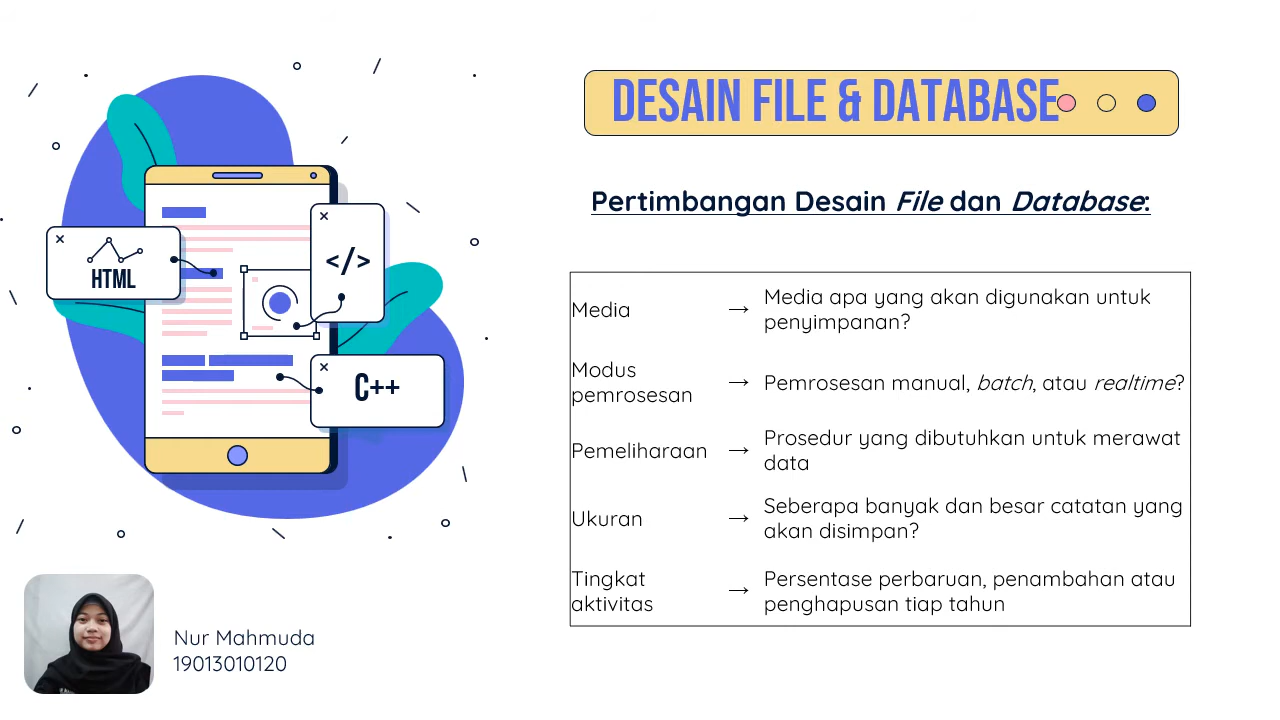 DESAIN FILE & DATABASE
Pertimbangan Desain File dan Database:
HTML
</>
C++
Media → Media apa yang akan digunakan untuk
penyimpanan?
Modus
pemrosesan → Pemrosesan manual, batch, atau realtime?
Pemeliharaan → Prosedur yang dibutuhkan untuk merawat
data
Ukuran → Seberapa banyak dan besar catatan yang
akan disimpan?
Tingkat
aktivitas → Persentase perbaruan, penambahan atau
penghapusan tiap tahun
Nur Mahmuda
19013010120